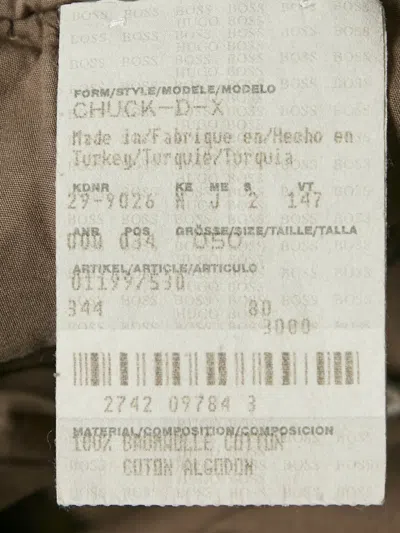 FORM/STYLE/MODELE/MODELO
CHUCK-D-X
Made in/Fabrique en/Hecho en
Turkey/Turquie/Turquia
KDNR KE ME S VT
29-9026 N J 2 147
ANR POS GRÖSSE/SIZE/TAILLE/TALLA
000 034 050
ARTIKEL/ARTICLE/ARTICULO
01199/530
344 80
3000
2742 09784 3
MATERIAL/COMPOSITION/COMPOSICION
100% BAUMWOLLE COTTON
COTON ALGODON